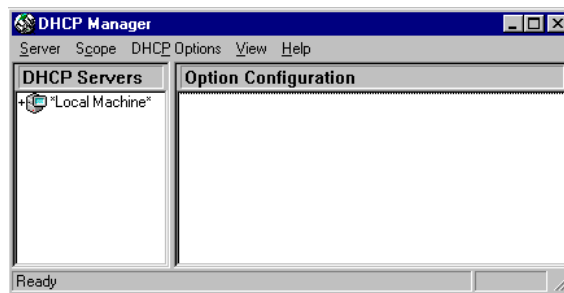 DHCP Manager
Server Scope DHCP Options View Help
DHCP Servers
Option Configuration
+ *Local Machine*
Ready